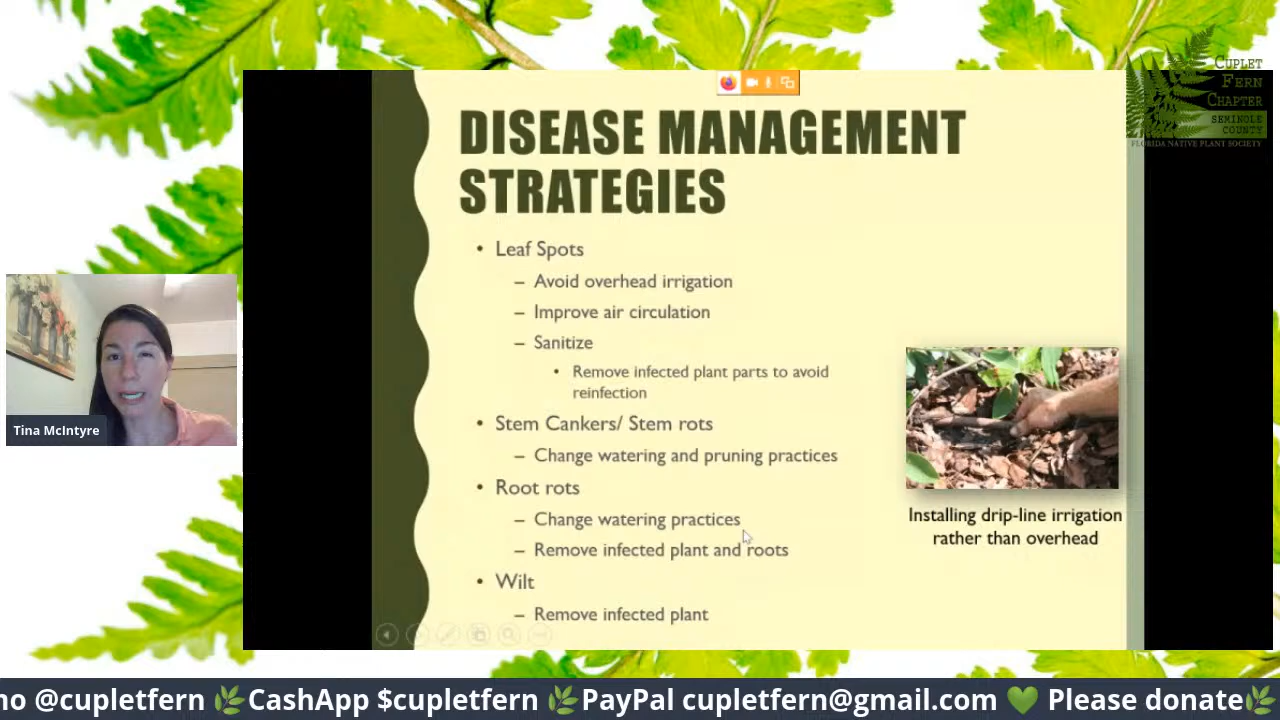 CUPLET
FERN
CHAPTER
SEMINOLE
COUNTY
FLORIDA NATIVE PLANT SOCIETY
DISEASE MANAGEMENT
STRATEGIES
• Leaf Spots
– Avoid overhead irrigation
– Improve air circulation
– Sanitize
• Remove infected plant parts to avoid
reinfection
• Stem Cankers/ Stem rots
– Change watering and pruning practices
• Root rots
– Change watering practices
– Remove infected plant and roots
• Wilt
– Remove infected plant
Installing drip-line irrigation
rather than overhead
Tina McIntyre
no @cupletfern 🌿CashApp $cupletfern 🌿PayPal cupletfern@gmail.com 💚 Please donate🌿